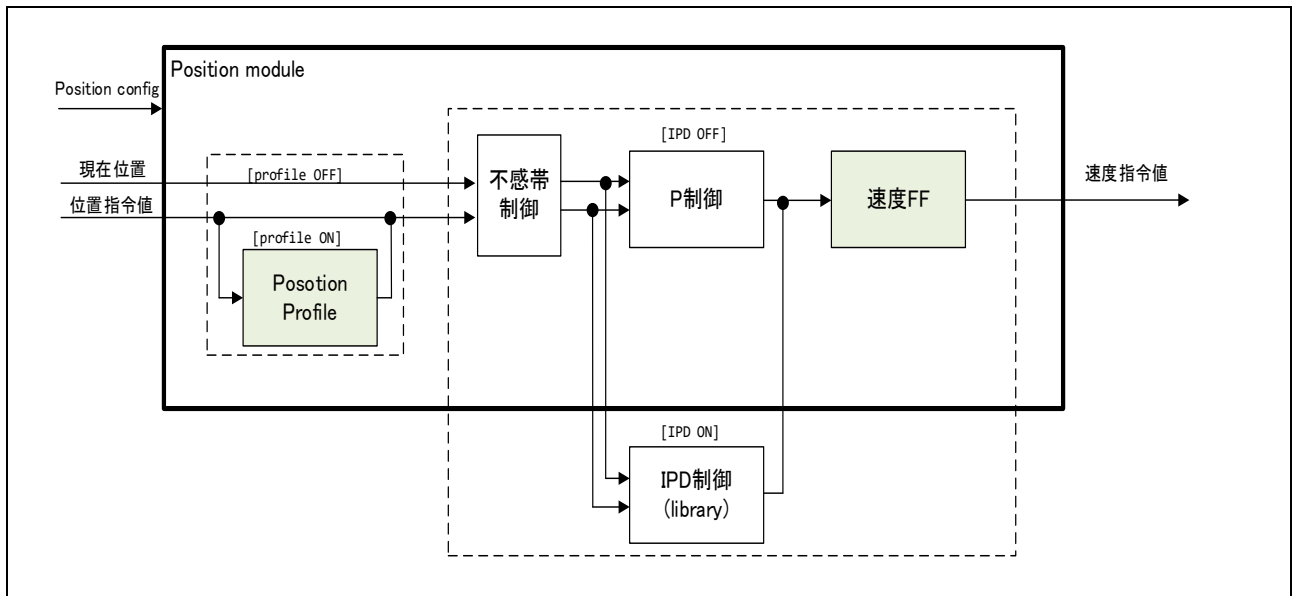 Position module
Position config
[IPD OFF]
現在位置
[profile OFF]
不感帯
制御
P制御
速度FF
速度指令値
位置指令値
[profile ON]
Posotion
Profile
[IPD ON]
IPD制御
(library)